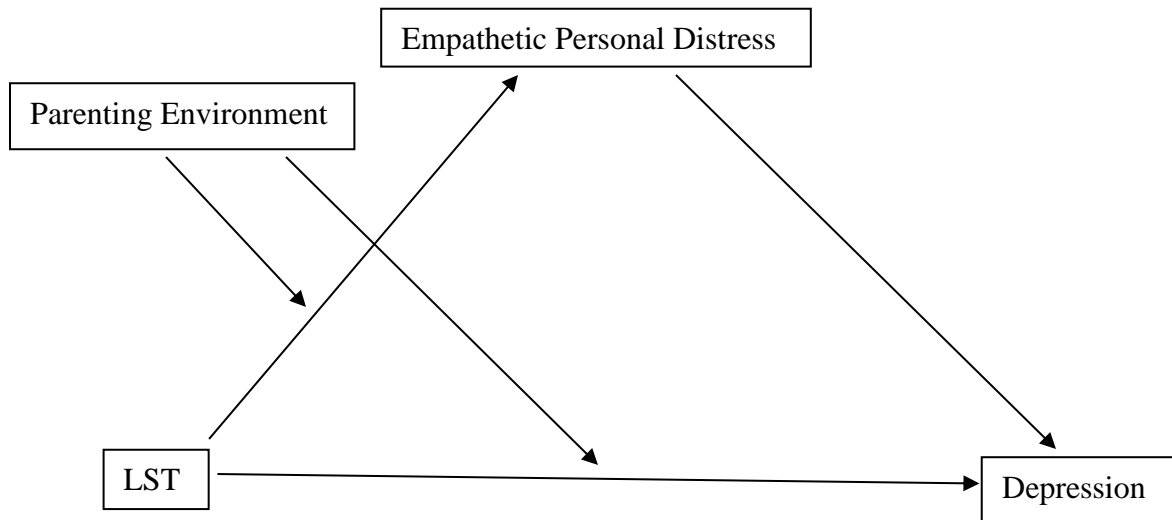 Empathetic Personal Distress
Parenting Environment
LST
Depression